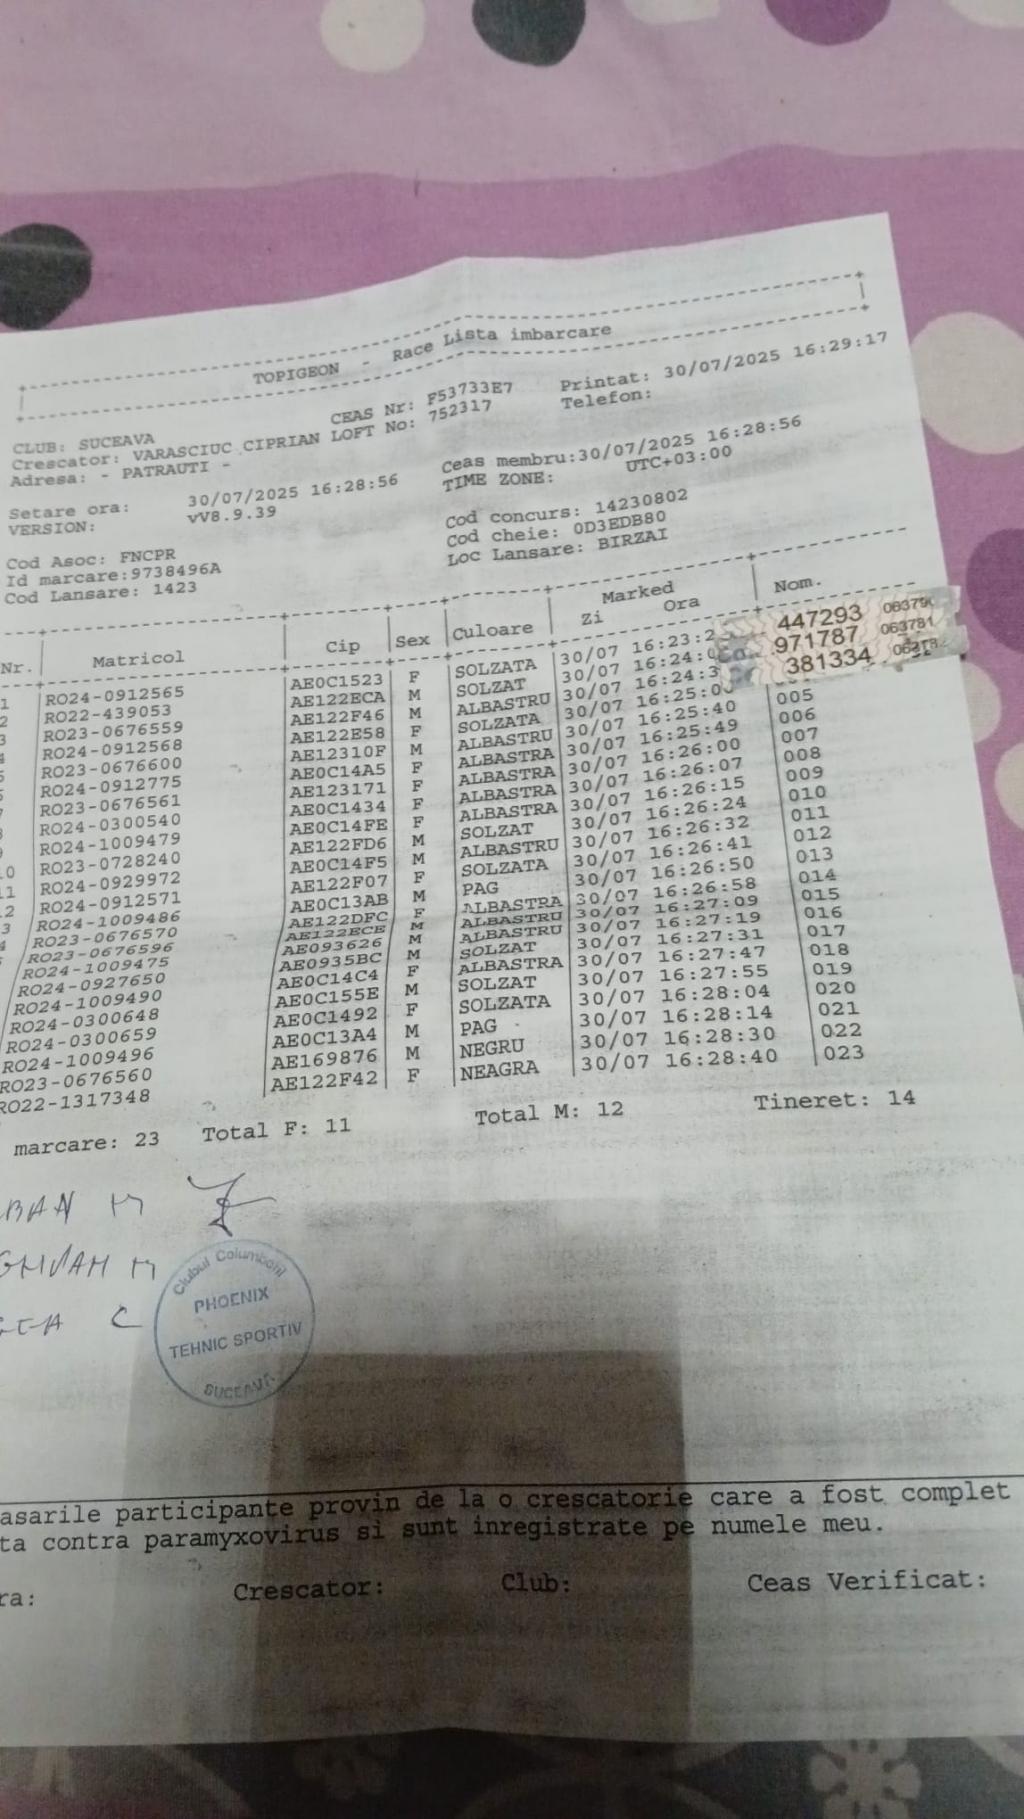 TOPIGEON - Race Lista imbarcare
CEAS Nr: F53733E7 Printat: 30/07/2025 16:29:17
CLUB: SUCEAVA
Crescator: VARASCIUC CIPRIAN LOFT No: 752317 Telefon:
Adresa: - PATRAUTI -
Setare ora: 30/07/2025 16:28:56 Ceas membru:30/07/2025 16:28:56
VERSION: vV8.9.39 TIME ZONE: UTC+03:00
Cod concurs: 14230802
Cod Asoc: FNCPR Cod cheie: 0D3EDB80
Id marcare:9738496A Loc Lansare: BIRZAI
Cod Lansare: 1423
Nr. Matricol Cip Sex Culoare Marked Zi Ora Nom.
447293 
971787 063781
381334
1 RO24-0912565 AE0C1523 F SOLZATA 30/07 16:23:2
2 RO22-439053 AE122ECA M SOLZAT 30/07 16:24:0
3 RO23-0676559 AE122F46 M ALBASTRU 30/07 16:24:3
RO24-0912568 AE122E58 F SOLZATA 30/07 16:25:0
RO23-0676600 AE12310F M ALBASTRU 30/07 16:25:40 005
RO24-0912775 AE0C14A5 F ALBASTRA 30/07 16:25:49 006
RO23-0676561 AE123171 F ALBASTRA 30/07 16:26:00 007
RO24-0300540 AE0C1434 F ALBASTRA 30/07 16:26:07 008
RO24-1009479 AE0C14FE F ALBASTRA 30/07 16:26:15 009
RO23-0728240 AE122FD6 M SOLZAT 30/07 16:26:24 010
11 RO24-0929972 AE0C14F5 M ALBASTRU 30/07 16:26:32 011
RO24-0912571 AE122F07 F SOLZATA 30/07 16:26:41 012
RO24-1009486 AE0C13AB M PAG 30/07 16:26:50 013
RO23-0676570 AE122DFC F ALBASTRA 30/07 16:26:58 014
RO23-0676596 AE122ECE M ALBASTRU 30/07 16:27:09 015
RO24-1009475 AE093626 M ALBASTRU 30/07 16:27:19 016
RO24-0927650 AE0935BC M SOLZAT 30/07 16:27:31 017
RO24-1009490 AE0C14C4 F ALBASTRA 30/07 16:27:47 018
RO24-0300648 AE0C155E M SOLZAT 30/07 16:27:55 019
RO24-0300659 AE0C1492 F SOLZATA 30/07 16:28:04 020
RO24-1009496 AE0C13A4 M PAG 30/07 16:28:14 021
RO23-0676560 AE169876 M NEGRU 30/07 16:28:30 022
RO22-1317348 AE122F42 F NEAGRA 30/07 16:28:40 023
marcare: 23 Total F: 11 Total M: 12 Tineret: 14
Clubul Columbofil
PHOENIX
TEHNIC SPORTIV
SUCEAVA
asarile participante provin de la o crescatorie care a fost complet
ta contra paramyxovirus si sunt inregistrate pe numele meu.
ra: Crescator: Club: Ceas Verificat: